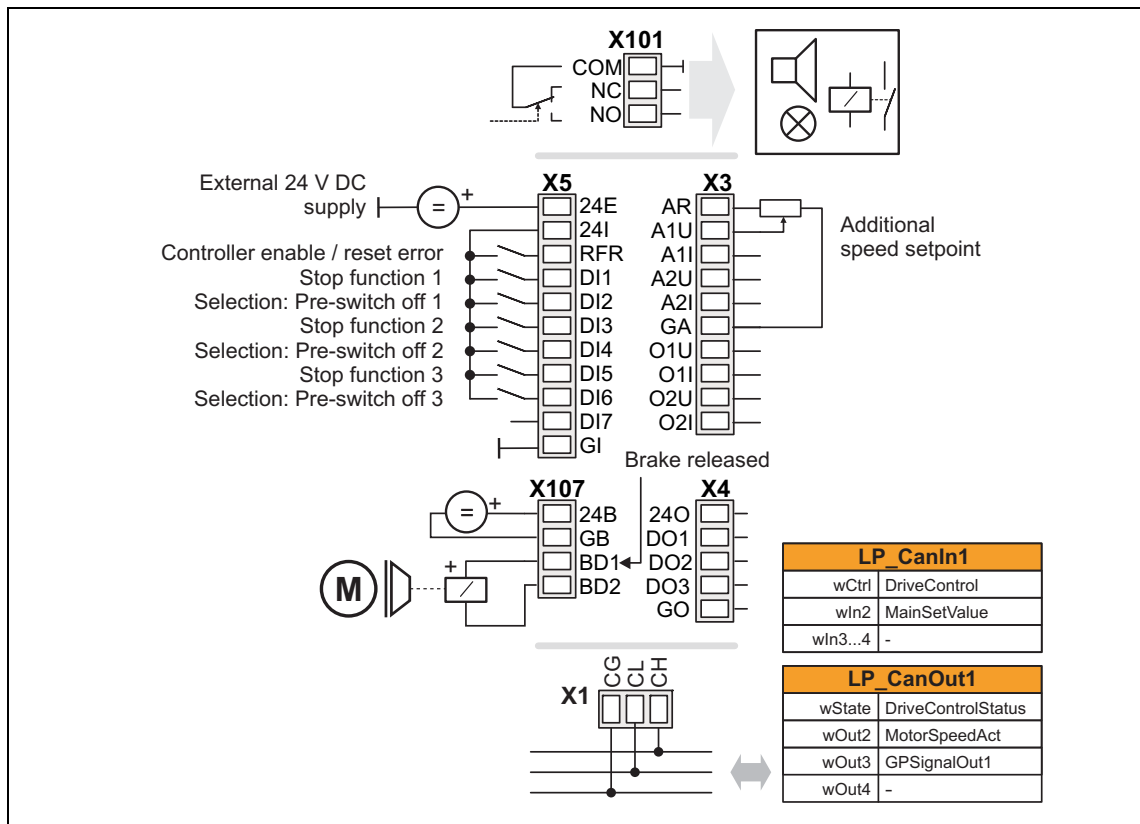 X101
COM
NC
NO
External 24 V DC
supply
=
+
X5
24E
24I
RFR
DI1
DI2
DI3
DI4
DI5
DI6
DI7
GI
Controller enable / reset error
Stop function 1
Selection: Pre-switch off 1
Stop function 2
Selection: Pre-switch off 2
Stop function 3
Selection: Pre-switch off 3
X3
AR
A1U
A1I
A2U
A2I
GA
O1U
O1I
O2U
O2I
Additional
speed setpoint
Brake released
X107
=
+
24B
GB
BD1
BD2
M
+
X4
24O
DO1
DO2
DO3
GO
LP_CanIn1
wCtrl DriveControl
wIn2 MainSetValue
wIn3...4 -
X1
CG
CL
CH
LP_CanOut1
wState DriveControlStatus
wOut2 MotorSpeedAct
wOut3 GPSignalOut1
wOut4 -